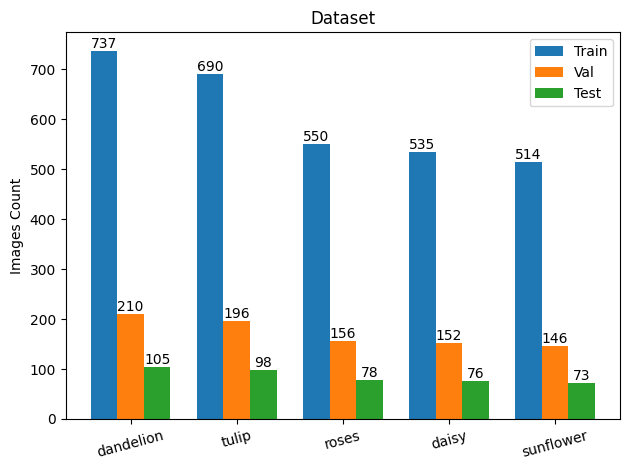 Dataset
Images Count
700
600
500
400
300
200
100
0
737
210
105
690
196
98
550
156
78
535
152
76
514
146
73
Train
Val
Test
dandelion
tulip
roses
daisy
sunflower